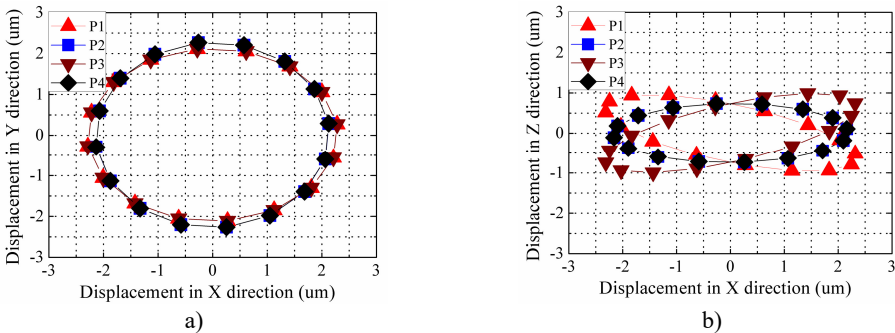 a)
b)
Displacement in Y direction (um)
3
2
1
0
-1
-2
-3
P1
P2
P3
P4
-3
-2
-1
0
1
2
3
Displacement in X direction (um)
a)
Displacement in Z direction (um)
3
2
1
0
-1
-2
-3
P1
P2
P3
P4
-3
-2
-1
0
1
2
3
Displacement in X direction (um)
b)